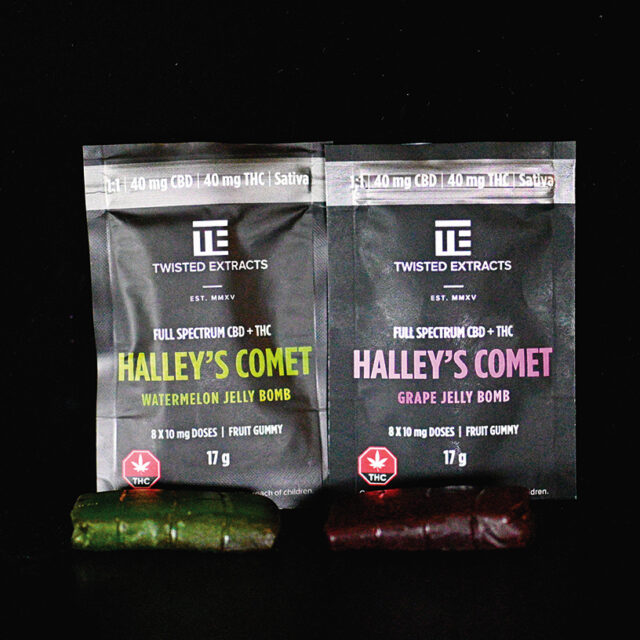 1:1 | 40 mg CBD | 40 mg THC | Sativa
TE
TWISTED EXTRACTS
EST. MMXV
FULL SPECTRUM CBD + THC
HALLEY'S COMET
WATERMELON JELLY BOMB
8 X 10 mg DOSES | FRUIT GUMMY
17 g
THC
of children.
1:1 | 40 mg CBD | 40 mg THC | Sativa
TE
TWISTED EXTRACTS
EST. MMXV
FULL SPECTRUM CBD + THC
HALLEY'S COMET
GRAPE JELLY BOMB
8 X 10 mg DOSES | FRUIT GUMMY
17 g
THC